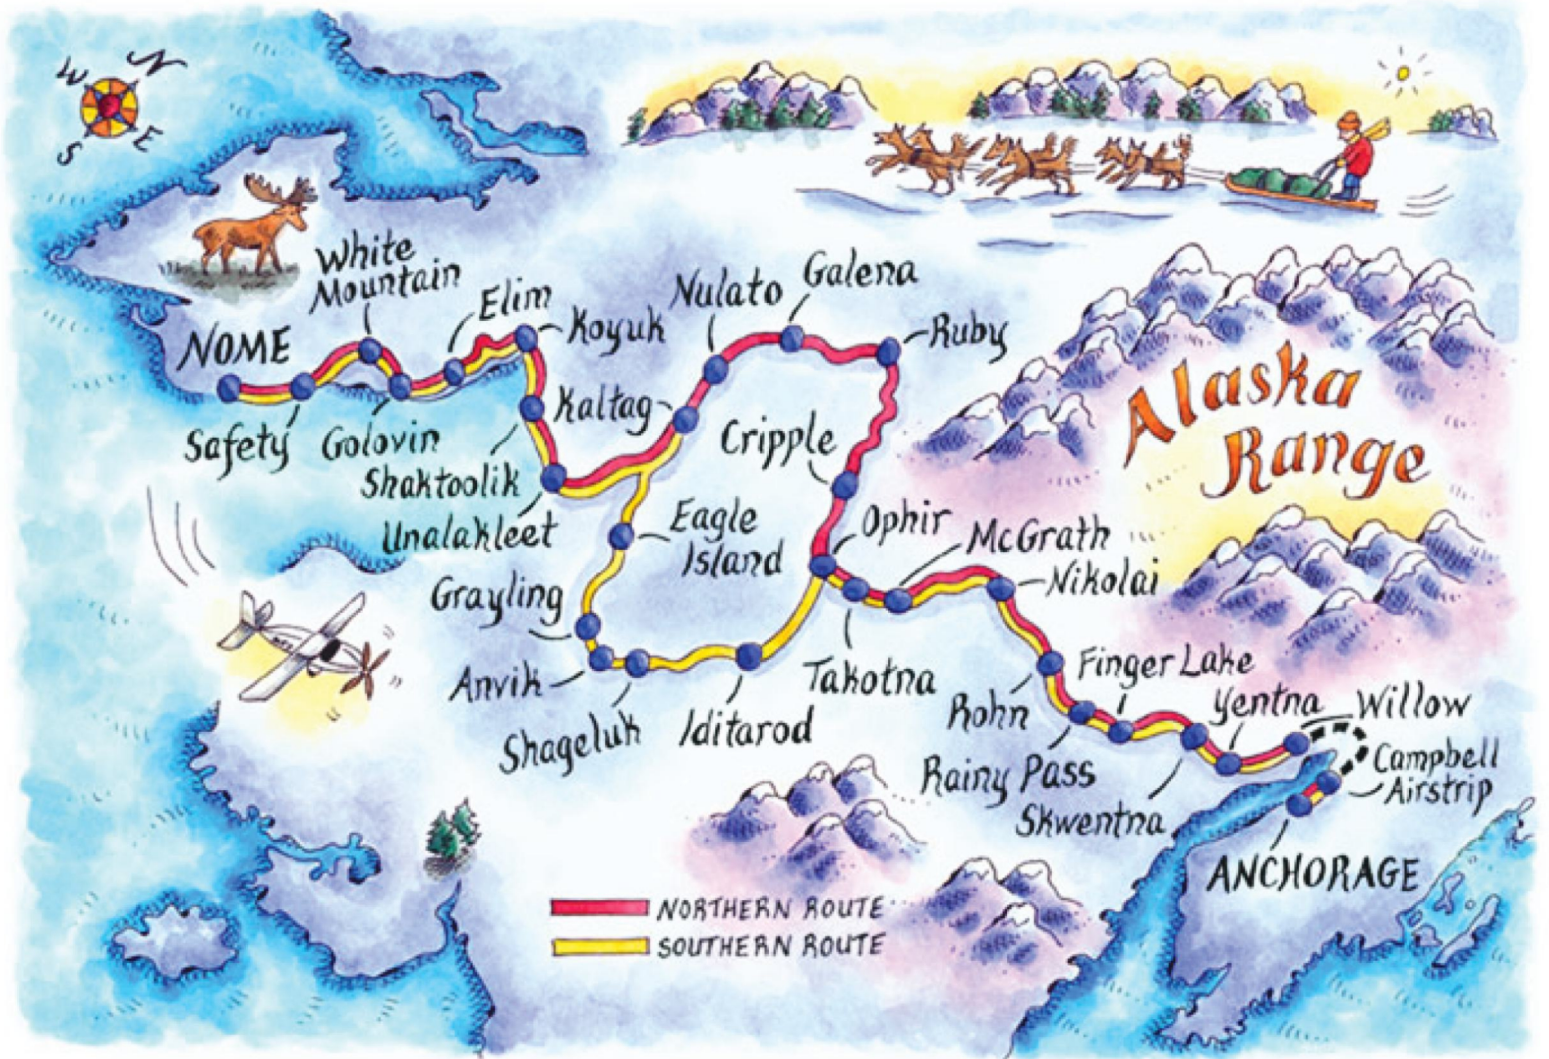 N
W
E
S
White
Mountain
NOME
Elim
Koyuk
Nulato
Galena
Ruby
Safety
Golovin
Shaktoolik
Unalakleet
Kaltag
Cripple
Alaska
Range
Eagle
Island
Ophir
McGrath
Nikolai
Grayling
Anvik
Shageluk
Iditarod
Takotna
Rohn
Finger Lake
Yentna
Willow
Rainy Pass
Skwentna
Campbell
Airstrip
ANCHORAGE
NORTHERN ROUTE
SOUTHERN ROUTE